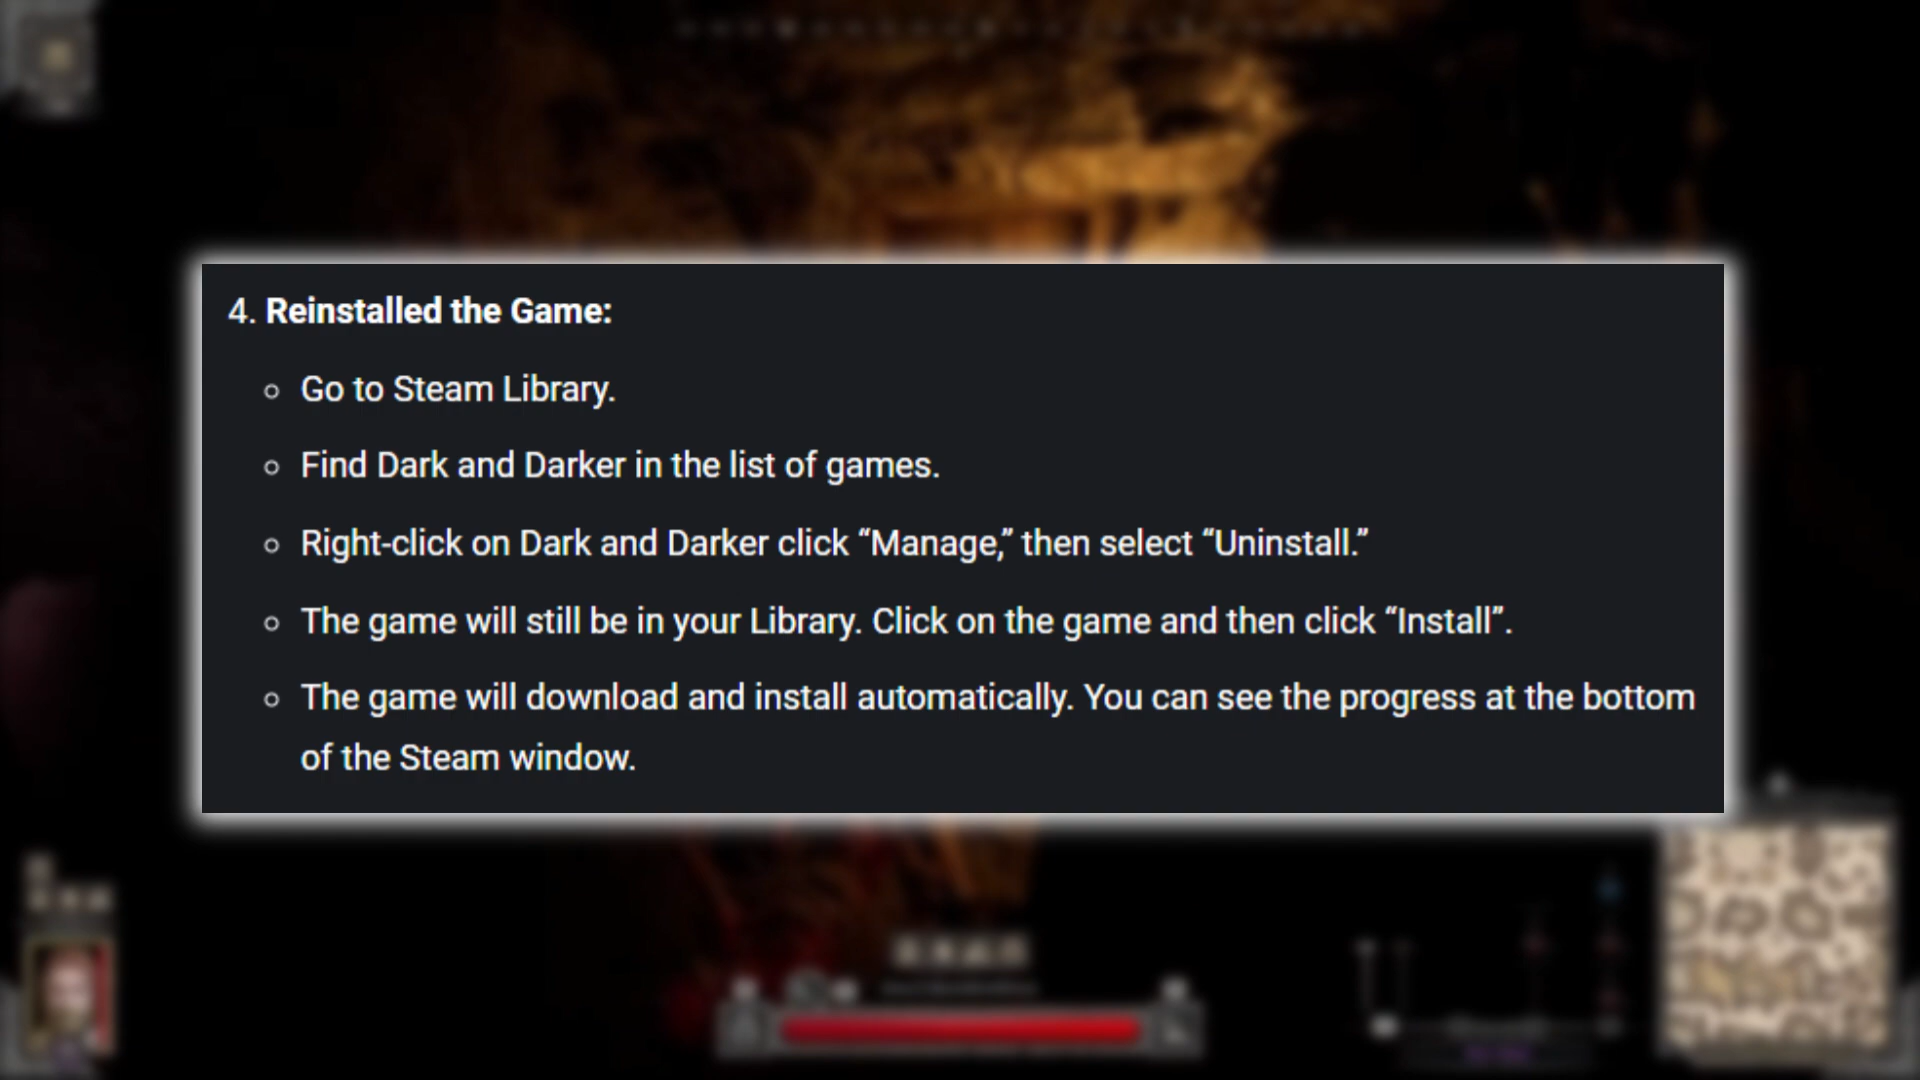 4. Reinstalled the Game:
Go to Steam Library.
Find Dark and Darker in the list of games.
Right-click on Dark and Darker click “Manage,” then select “Uninstall.”
The game will still be in your Library. Click on the game and then click “Install”.
The game will download and install automatically. You can see the progress at the bottom
of the Steam window.